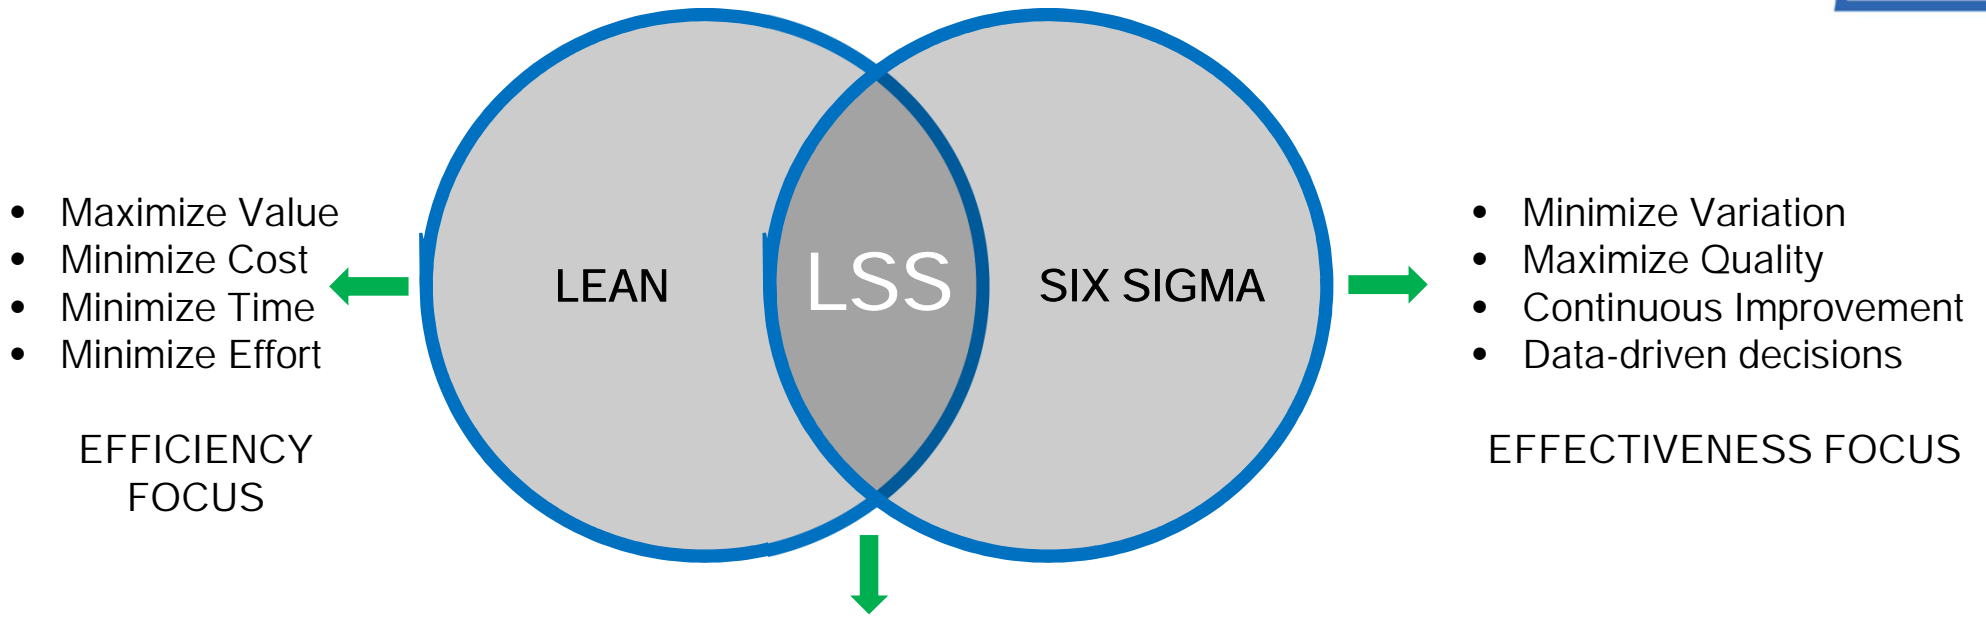 • Maximize Value
• Minimize Cost
• Minimize Time
• Minimize Effort
EFFICIENCY
FOCUS
LEAN
LSS
SIX SIGMA
• Minimize Variation
• Maximize Quality
• Continuous Improvement
• Data-driven decisions
EFFECTIVENESS FOCUS